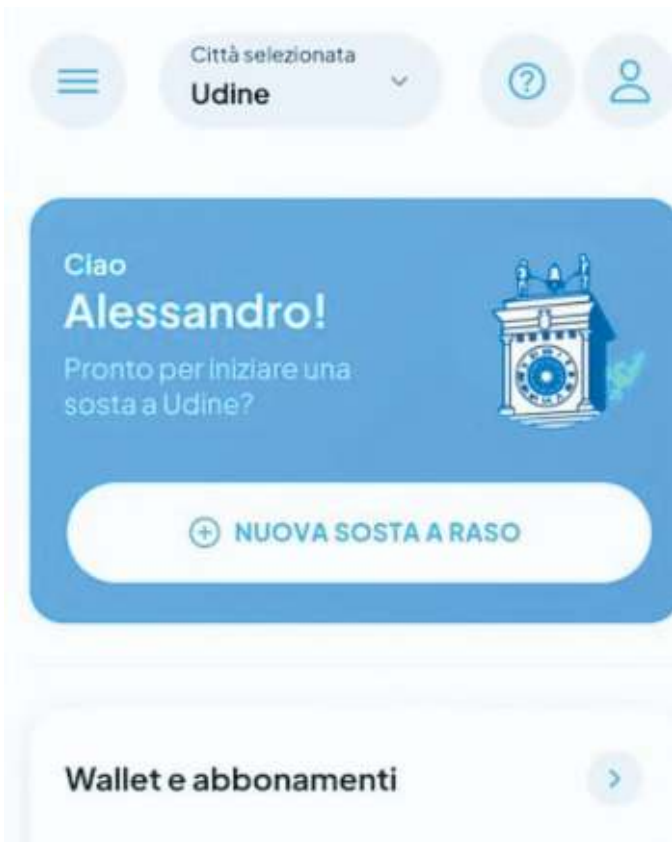 Città selezionata
Udine
Ciao
Alessandro!
Pronto per iniziare una
sosta a Udine?
NUOVA SOSTA A RASO
Wallet e abbonamenti